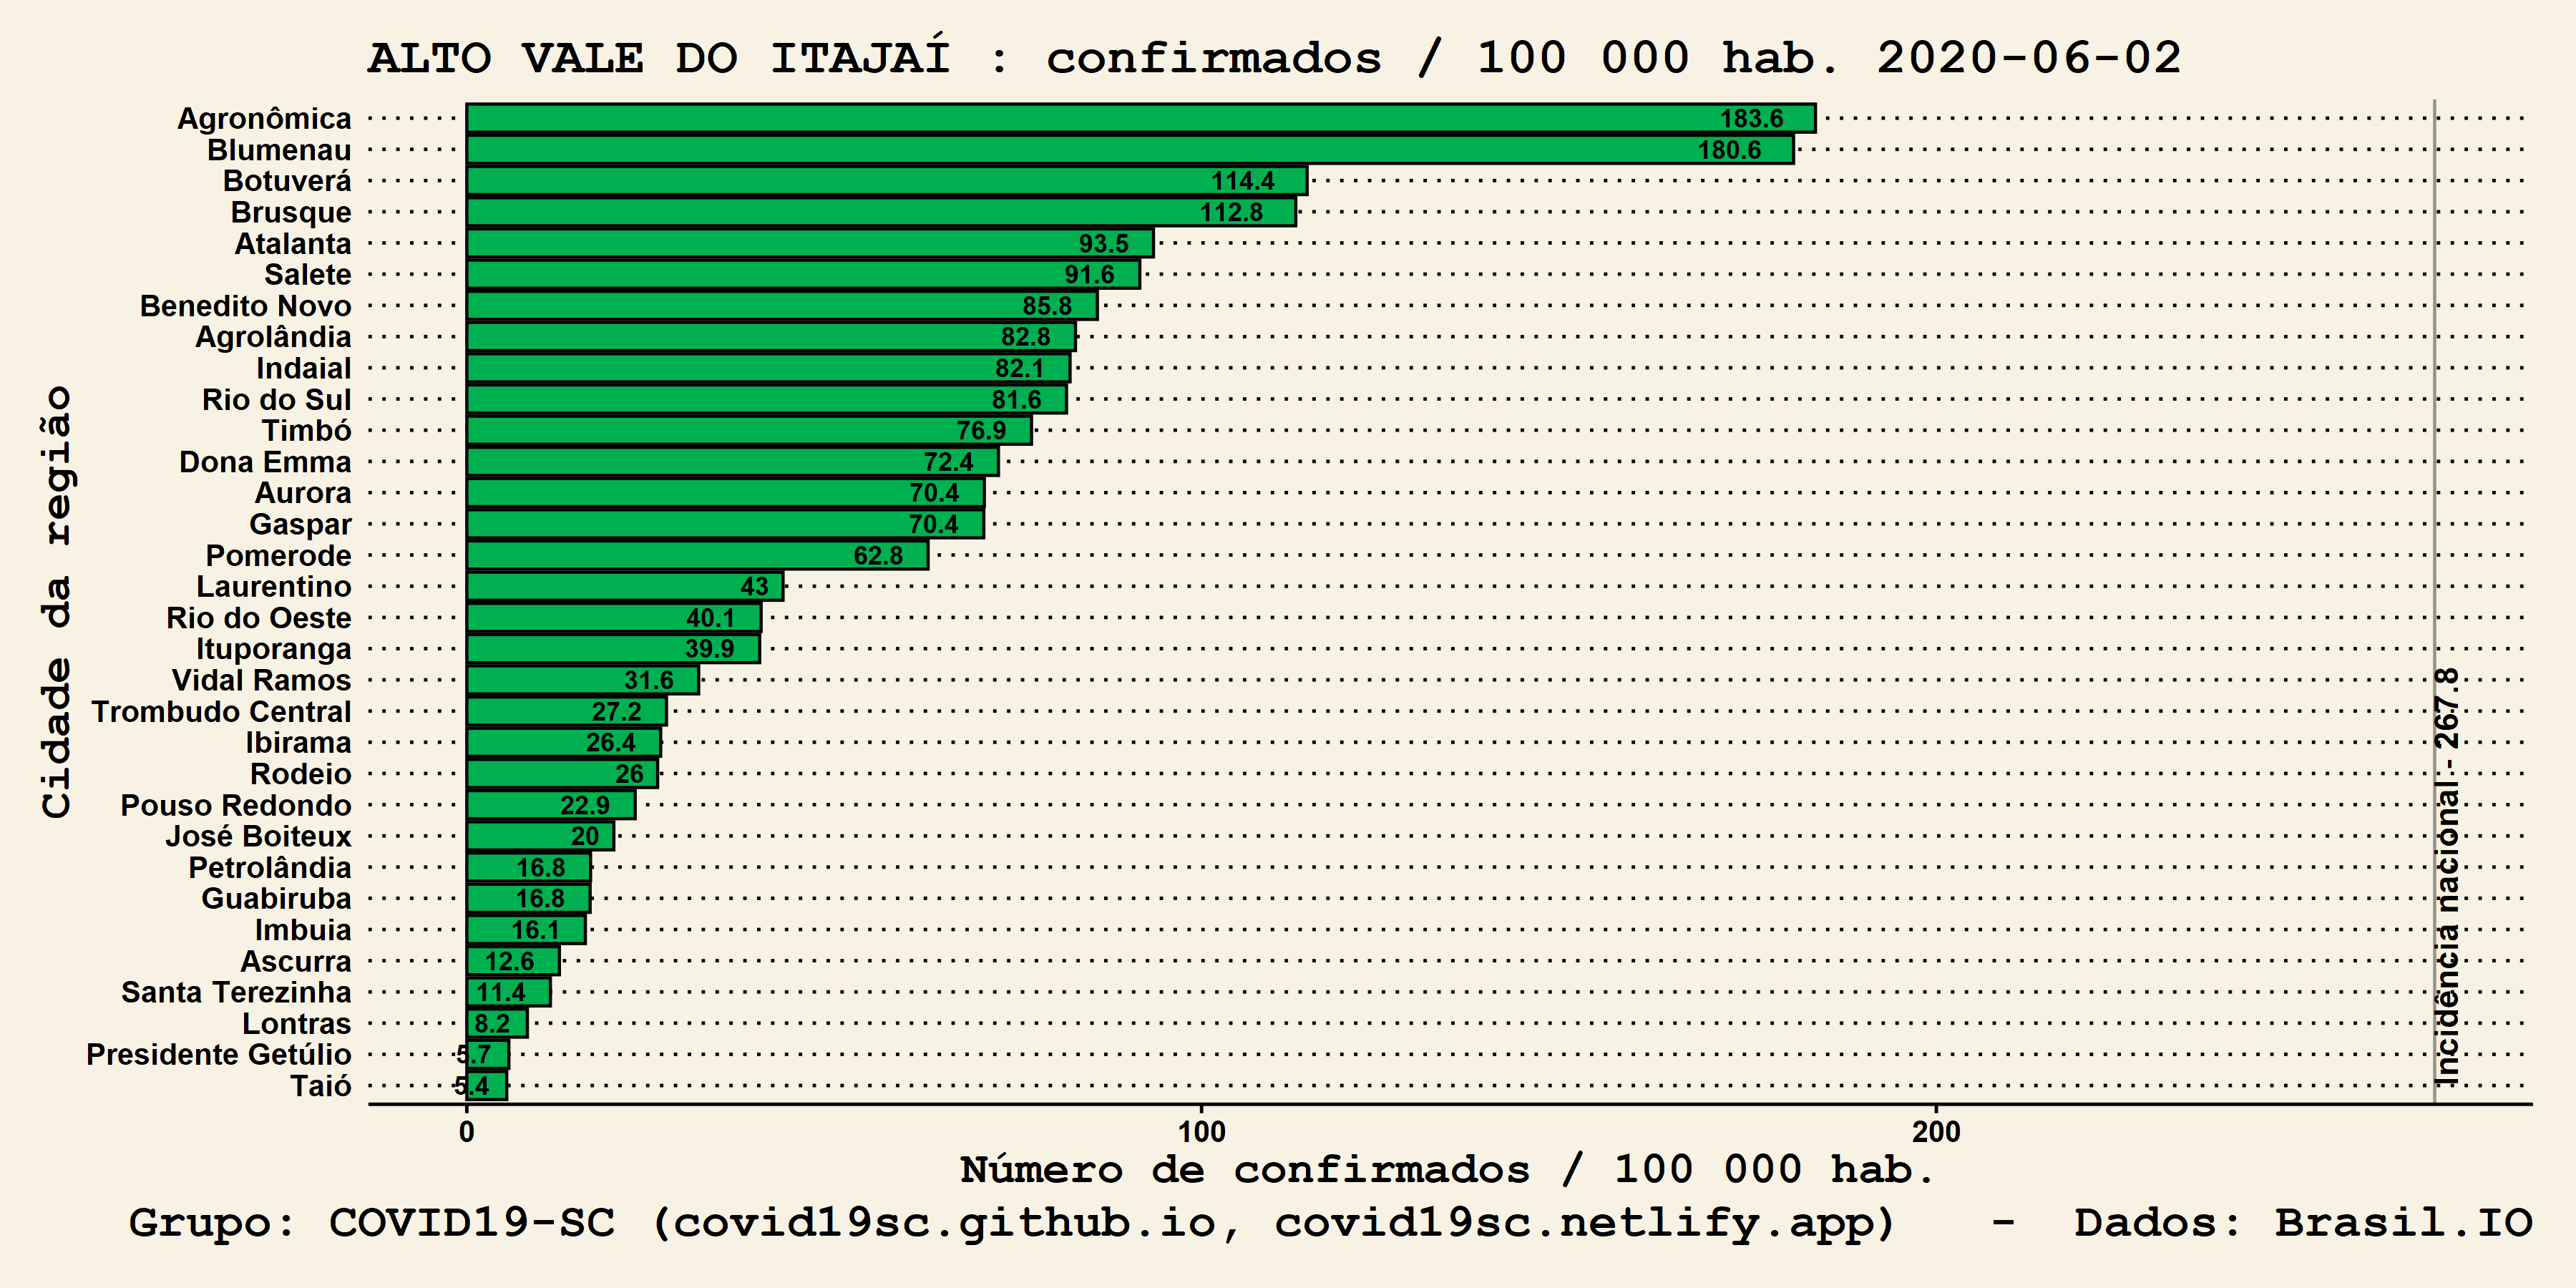 ALTO VALE DO ITAJAÍ : confirmados / 100 000 hab. 2020-06-02
Cidade da região
Agronômica 183.6
Blumenau 180.6
Botuverá 114.4
Brusque 112.8
Atalanta 93.5
Salete 91.6
Benedito Novo 85.8
Agrolândia 82.8
Indaial 82.1
Rio do Sul 81.6
Timbó 76.9
Dona Emma 72.4
Aurora 70.4
Gaspar 70.4
Pomerode 62.8
Laurentino 43
Rio do Oeste 40.1
Ituporanga 39.9
Vidal Ramos 31.6
Trombudo Central 27.2
Ibirama 26.4
Rodeio 26
Pouso Redondo 22.9
José Boiteux 20
Petrolândia 16.8
Guabiruba 16.8
Imbuia 16.1
Ascurra 12.6
Santa Terezinha 11.4
Lontras 8.2
Presidente Getúlio 5.7
Taió 5.4
Incidência nacional - 267.8
0 100 200
Número de confirmados / 100 000 hab.
Grupo: COVID19-SC (covid19sc.github.io, covid19sc.netlify.app) - Dados: Brasil.IO